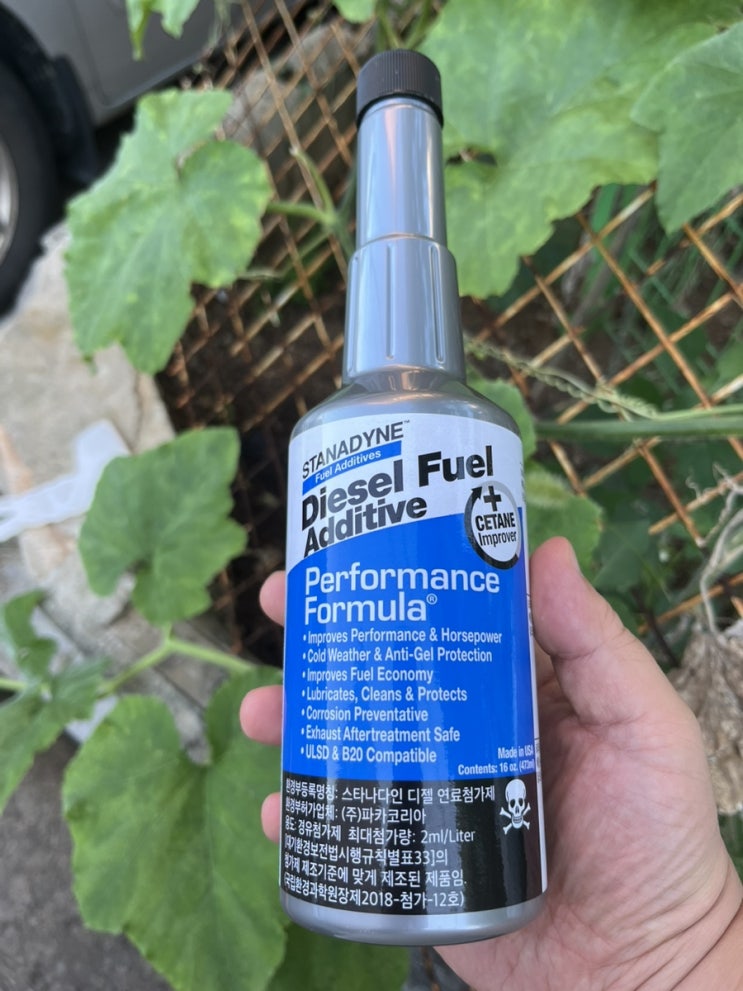 STANADYNE™
Fuel Additives
Diesel Fuel
Additive
+
CETANE
Improver
Performance
Formula®
• Improves Performance & Horsepower
• Cold Weather & Anti-Gel Protection
• Improves Fuel Economy
• Lubricates, Cleans & Protects
• Corrosion Preventative
• Exhaust Aftertreatment Safe
• ULSD & B20 Compatible
Made in USA
Contents: 16 oz. (473ml)
환경부등록명칭: 스타나다인 디젤 연료첨가제
환경부허가업체: (주)파카코리아
용도: 경유첨가제 최대첨가량: 2ml/Liter
[대기환경보전법시행규칙별표33]의
첨가제 제조기준에 맞게 제조된 제품임.
(국립환경과학원장제2018-첨가-12호)